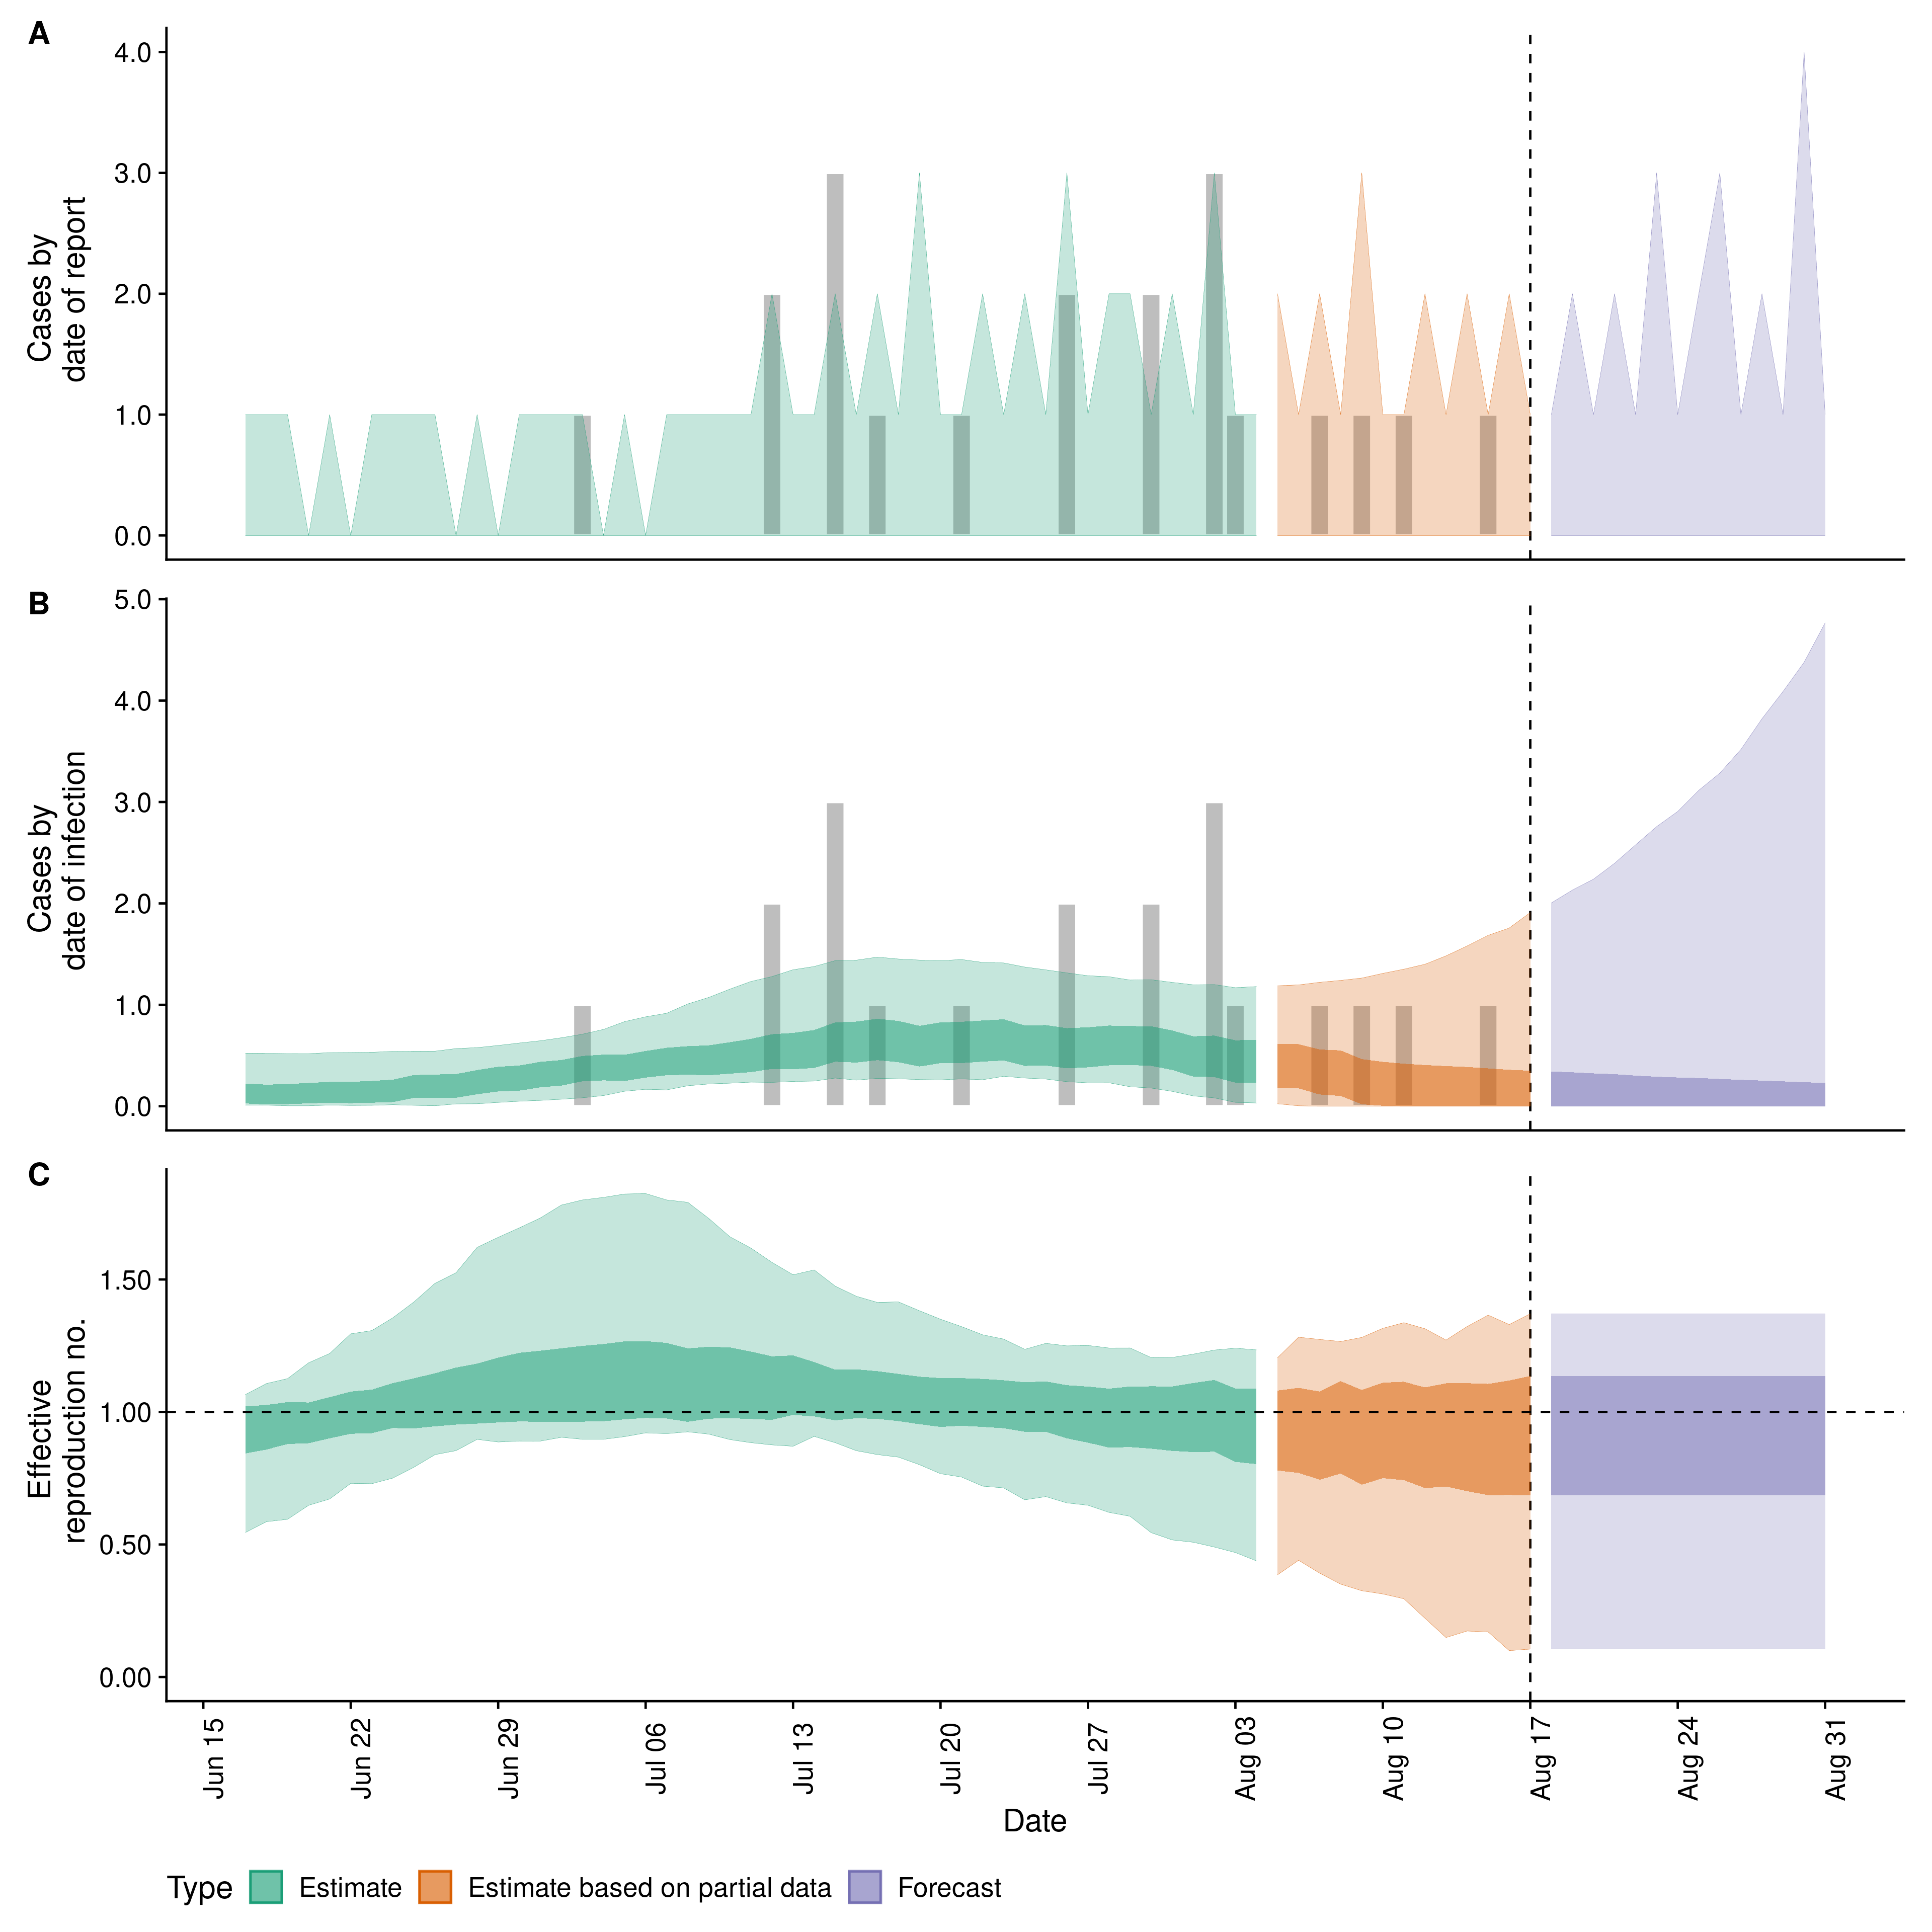 A
4.0
3.0
2.0
1.0
0.0
Cases by
date of report
B
5.0
4.0
3.0
2.0
1.0
0.0
Cases by
date of infection
C
1.50
1.00
0.50
0.00
Effective
reproduction no.
Jun 15
Jun 22
Jun 29
Jul 06
Jul 13
Jul 20
Jul 27
Aug 03
Aug 10
Aug 17
Aug 24
Aug 31
Date
Type Estimate Estimate based on partial data Forecast